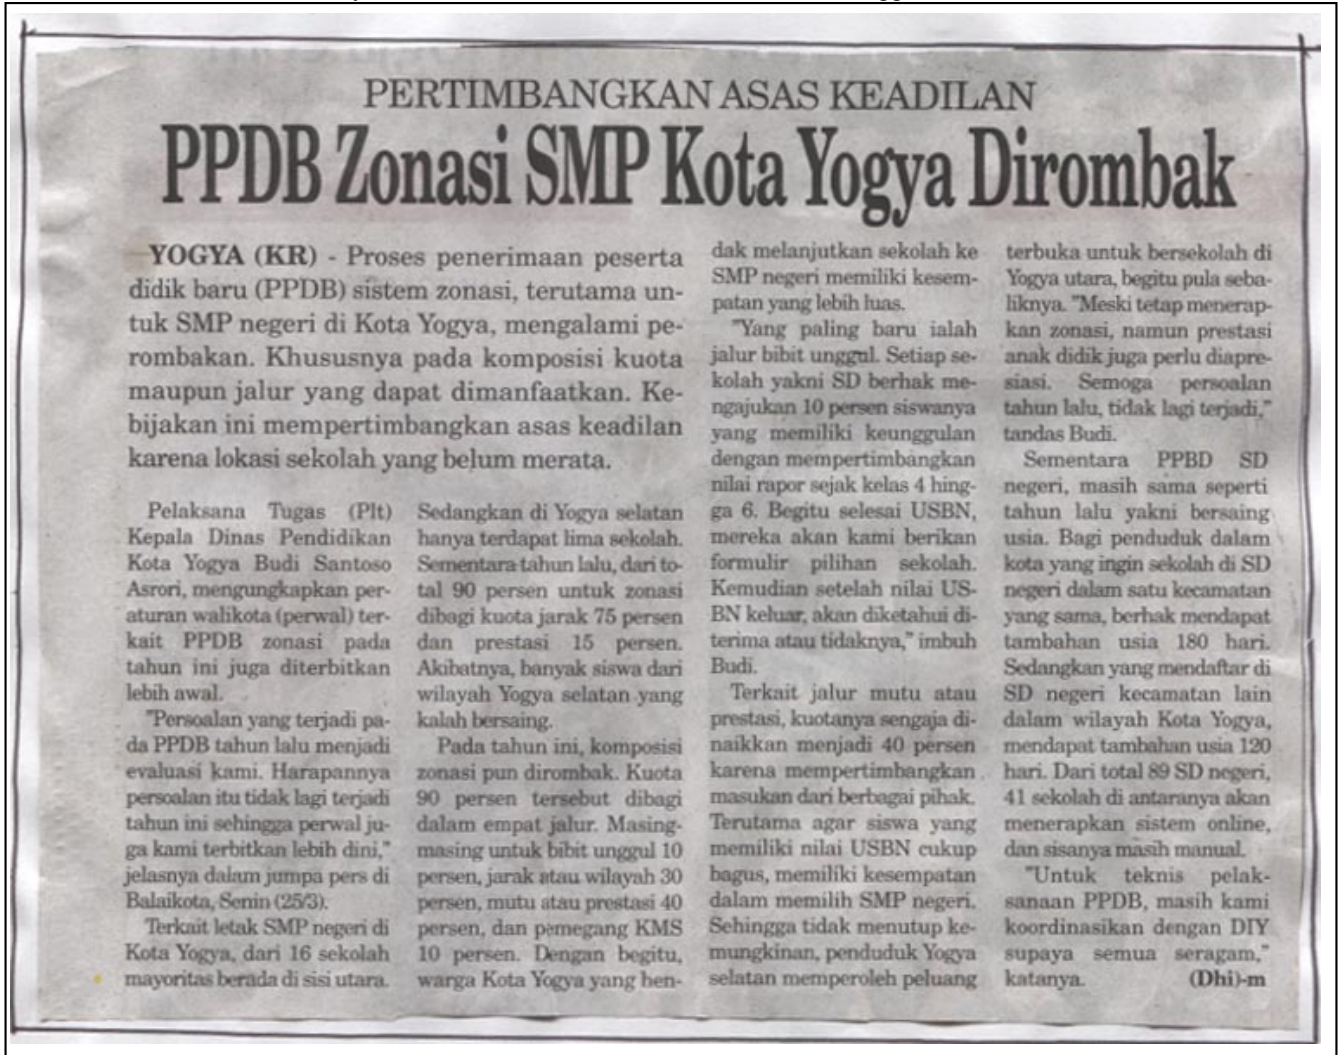 PERTIMBANGKAN ASAS KEADILAN
PPDB Zonasi SMP Kota Yogya Dirombak
YOGYA (KR) - Proses penerimaan peserta
didik baru (PPDB) sistem zonasi, terutama un-
tuk SMP negeri di Kota Yogya, mengalami pe-
rombakan. Khususnya pada komposisi kuota
maupun jalur yang dapat dimanfaatkan. Ke-
bijakan ini mempertimbangkan asas keadilan
karena lokasi sekolah yang belum merata.
Pelaksana Tugas (Plt)
Kepala Dinas Pendidikan
Kota Yogya Budi Santoso
Asrori, mengungkapkan per-
aturan walikota (perwal) ter-
kait PPDB zonasi pada
tahun ini juga diterbitkan
lebih awal.
"Persoalan yang terjadi pa-
da PPDB tahun lalu menjadi
evaluasi kami. Harapannya
persoalan itu tidak lagi terjadi
tahun ini sehingga perwal ju-
ga kami terbitkan lebih dini,"
jelasnya dalam jumpa pers di
Balaikota, Senin (25/3).
Terkait letak SMP negeri di
Kota Yogya, dari 16 sekolah
mayoritas berada di sisi utara.
Sedangkan di Yogya selatan
hanya terdapat lima sekolah.
Sementara tahun lalu, dari to-
tal 90 persen untuk zonasi
dibagi kuota jarak 75 persen
dan prestasi 15 persen.
Akibatnya, banyak siswa dari
wilayah Yogya selatan yang
kalah bersaing.
Pada tahun ini, komposisi
zonasi pun dirombak. Kuota
90 persen tersebut dibagi
dalam empat jalur. Masing-
masing untuk bibit unggul 10
persen, jarak atau wilayah 30
persen, mutu atau prestasi 40
persen, dan pemegang KMS
10 persen. Dengan begitu,
warga Kota Yogya yang hen-
dak melanjutkan sekolah ke
SMP negeri memiliki kesem-
patan yang lebih luas.
"Yang paling baru ialah
jalur bibit unggul. Setiap se-
kolah yakni SD berhak me-
ngajukan 10 persen siswanya
yang memiliki keunggulan
dengan mempertimbangkan
nilai rapor sejak kelas 4 hing-
ga 6. Begitu selesai USBN,
mereka akan kami berikan
formulir pilihan sekolah.
Kemudian setelah nilai US-
BN keluar, akan diketahui di-
terima atau tidaknya," imbuh
Budi.
Terkait jalur mutu atau
prestasi, kuotanya sengaja di-
naikkan menjadi 40 persen
karena mempertimbangkan
masukan dari berbagai pihak.
Terutama agar siswa yang
memiliki nilai USBN cukup
bagus, memiliki kesempatan
dalam memilih SMP negeri.
Sehingga tidak menutup ke-
mungkinan, penduduk Yogya
selatan memperoleh peluang
terbuka untuk bersekolah di
Yogya utara, begitu pula seba-
liknya. "Meski tetap menerap-
kan zonasi, namun prestasi
anak didik juga perlu diapre-
siasi. Semoga persoalan
tahun lalu, tidak lagi terjadi,"
tandas Budi.
Sementara PPBD SD
negeri, masih sama seperti
tahun lalu yakni bersaing
usia. Bagi penduduk dalam
kota yang ingin sekolah di SD
negeri dalam satu kecamatan
yang sama, berhak mendapat
tambahan usia 180 hari.
Sedangkan yang mendaftar di
SD negeri kecamatan lain
dalam wilayah Kota Yogya,
mendapat tambahan usia 120
hari. Dari total 89 SD negeri,
41 sekolah di antaranya akan
menerapkan sistem online,
dan sisanya masih manual.
"Untuk teknis pelak-
sanaan PPDB, masih kami
koordinasikan dengan DIY
supaya semua seragam,"
katanya. (Dhi)-m